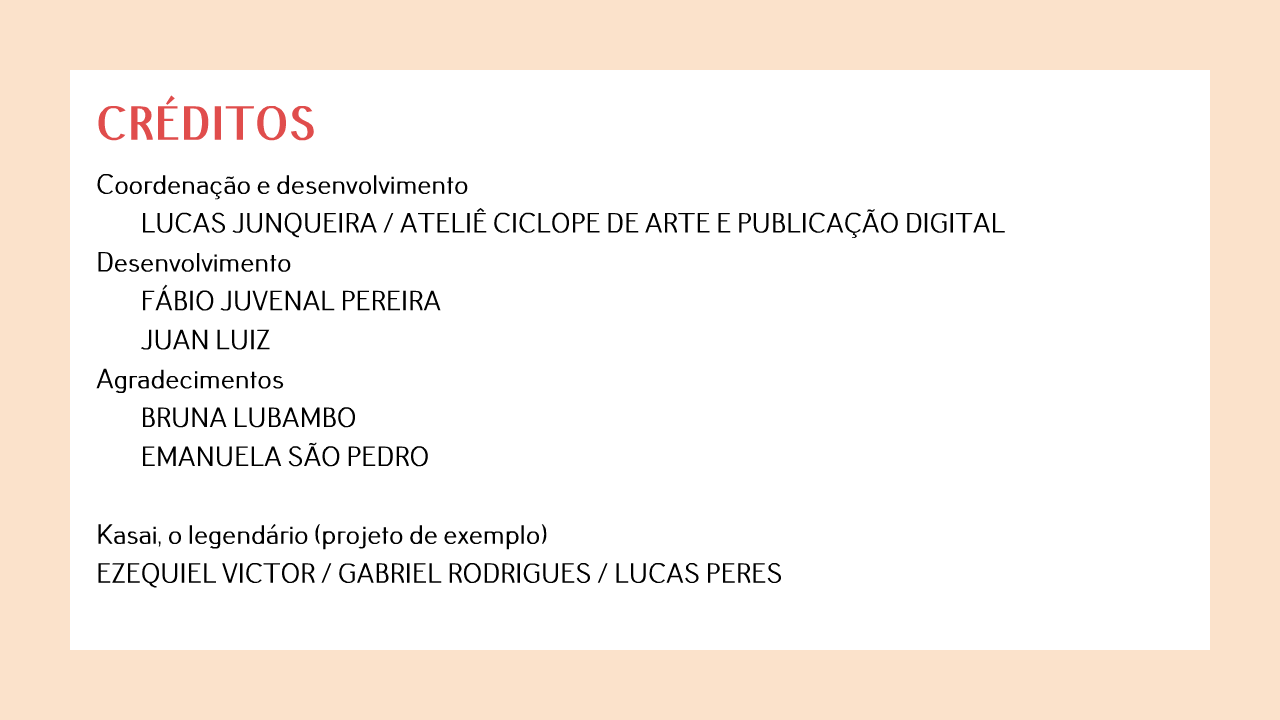 CRÉDITOS
Coordenação e desenvolvimento
LUCAS JUNQUEIRA / ATELIÊ CICLOPE DE ARTE E PUBLICAÇÃO DIGITAL
Desenvolvimento
FÁBIO JUVENAL PEREIRA
JUAN LUIZ
Agradecimentos
BRUNA LUBAMBO
EMANUELA SÃO PEDRO
Kasai, o legendário (projeto de exemplo)
EZEQUIEL VICTOR / GABRIEL RODRIGUES / LUCAS PERES